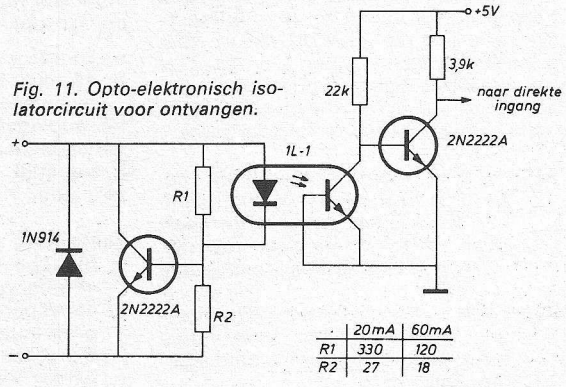 +5V
3,9k
22k
naar direkte
ingang
Fig. 11. Opto-elektronisch iso-
latorcircuit voor ontvangen.
2N2222A
1L-1
+
R1
1N914
2N2222A
R2
−
20mA 60mA
R1 330 120
R2 27 18